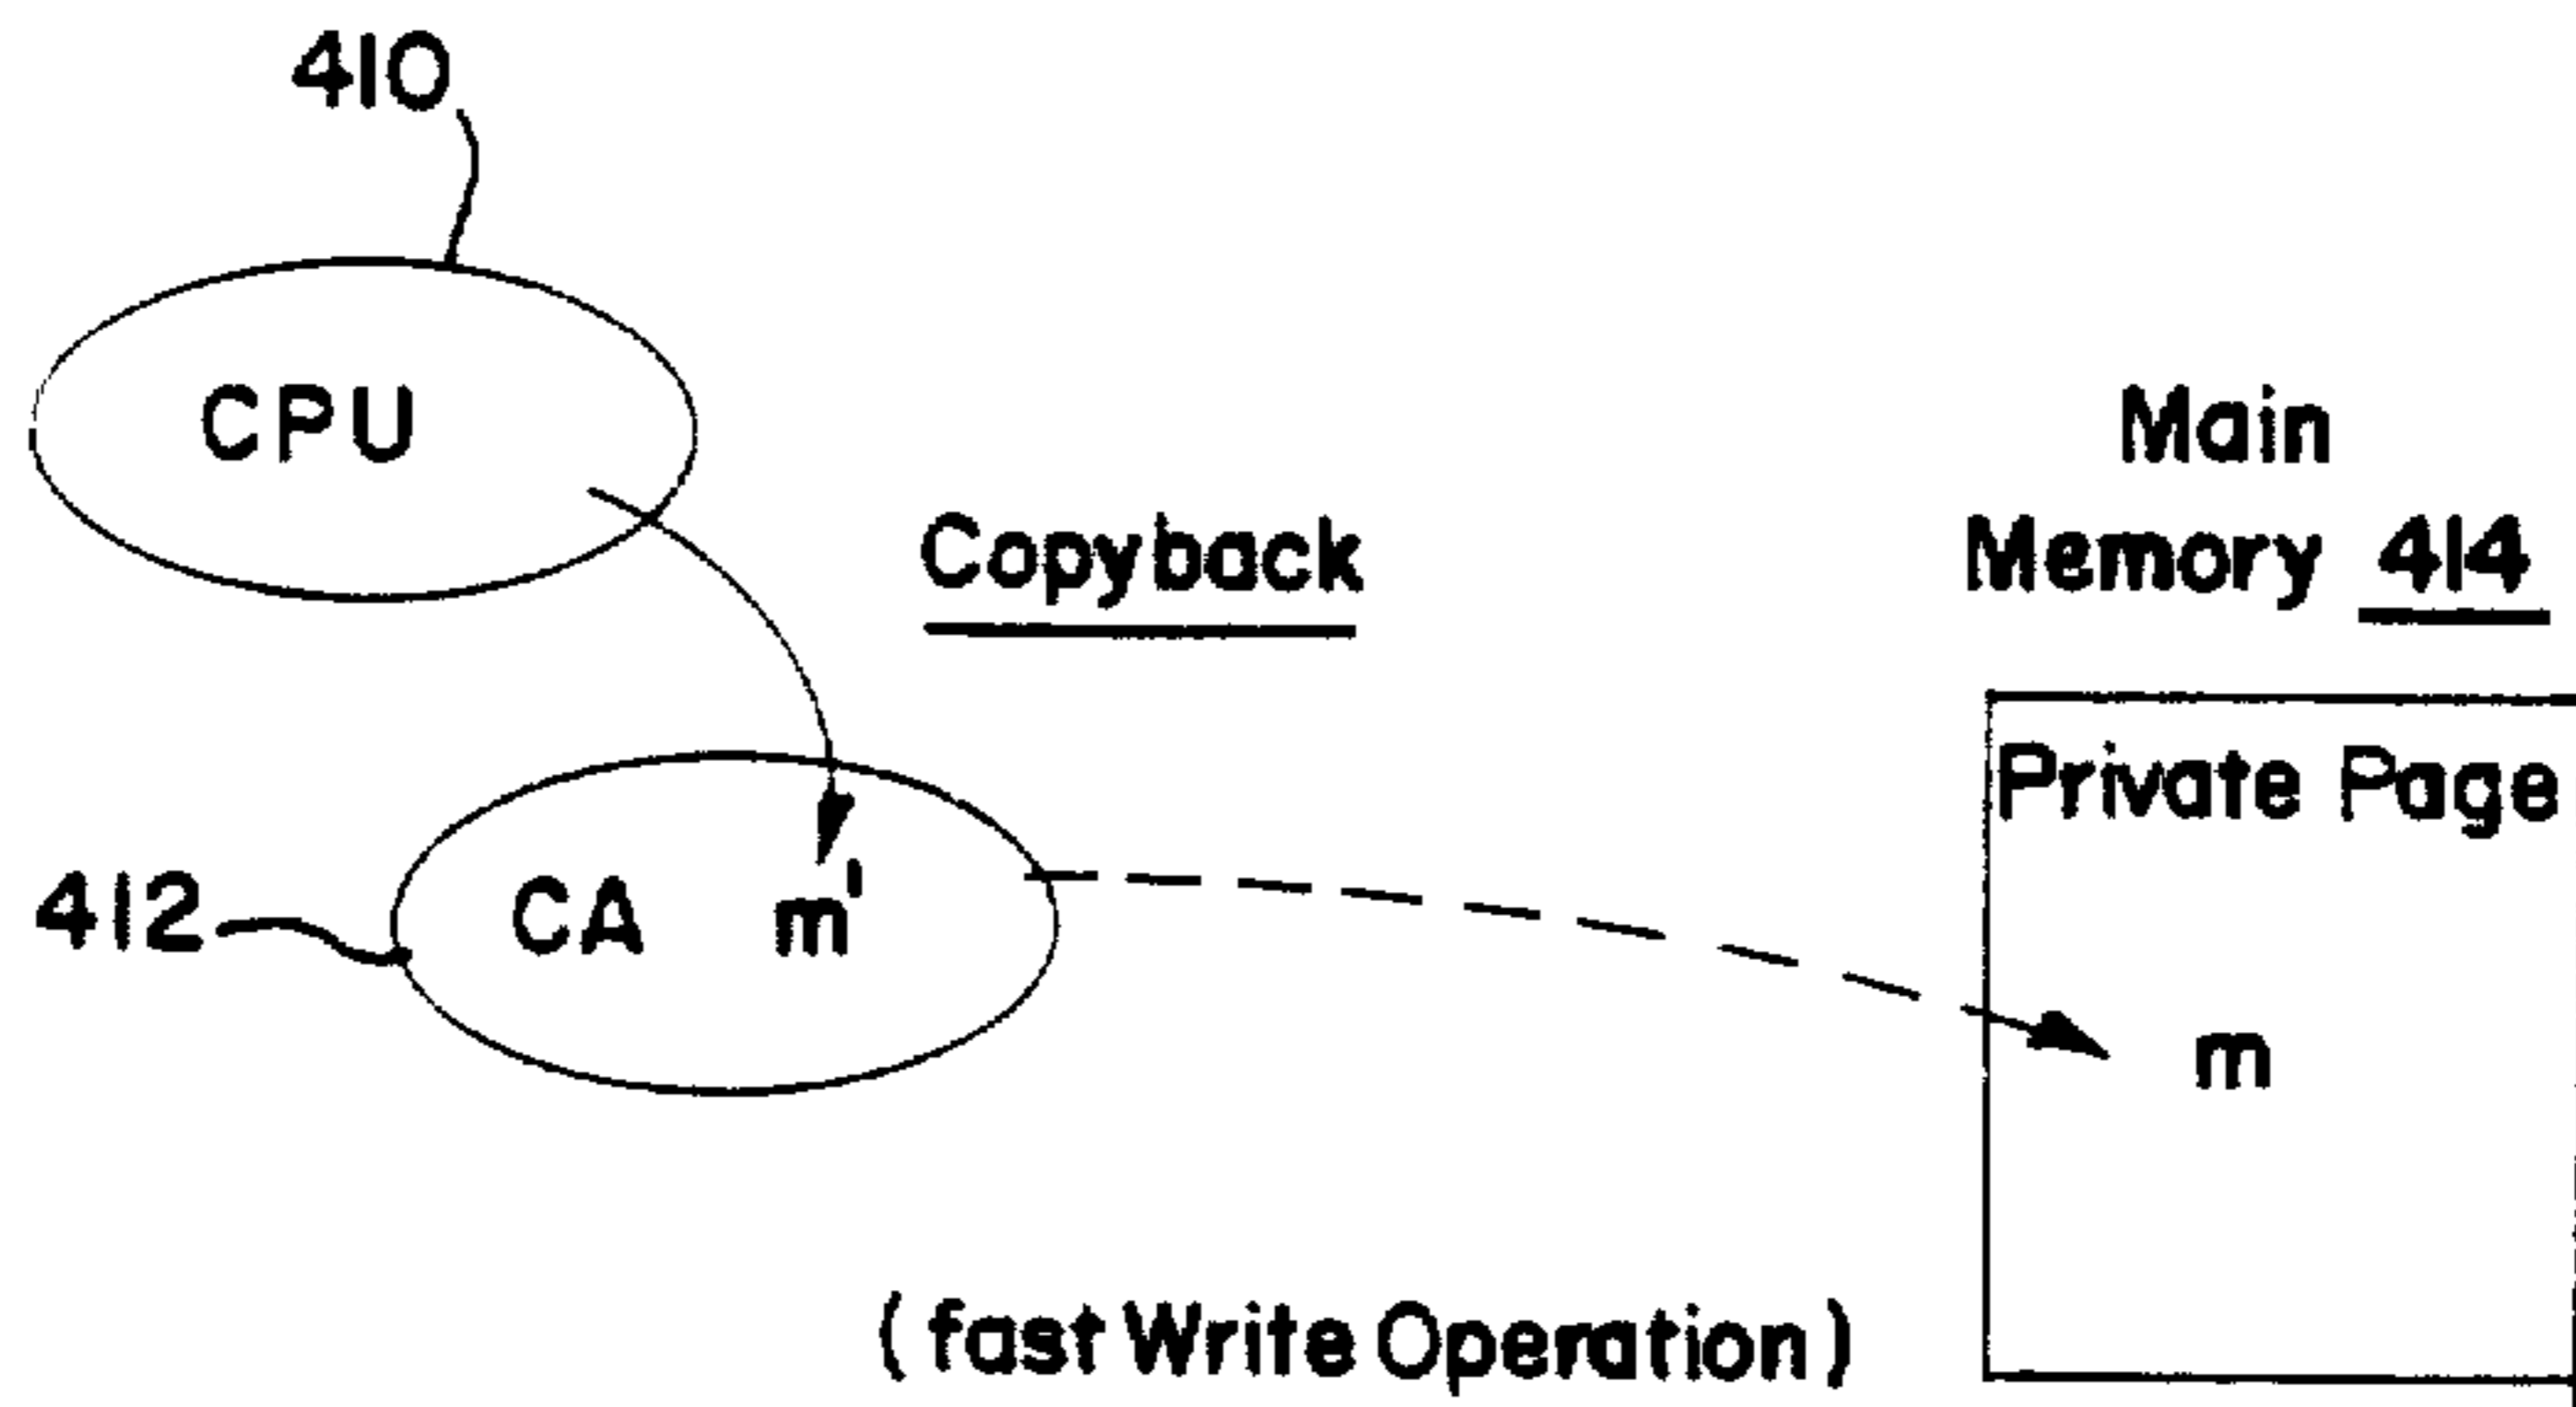 410
CPU
Copyback
Main
Memory 414
Private Page
412
CA m'
m
(fast Write Operation)